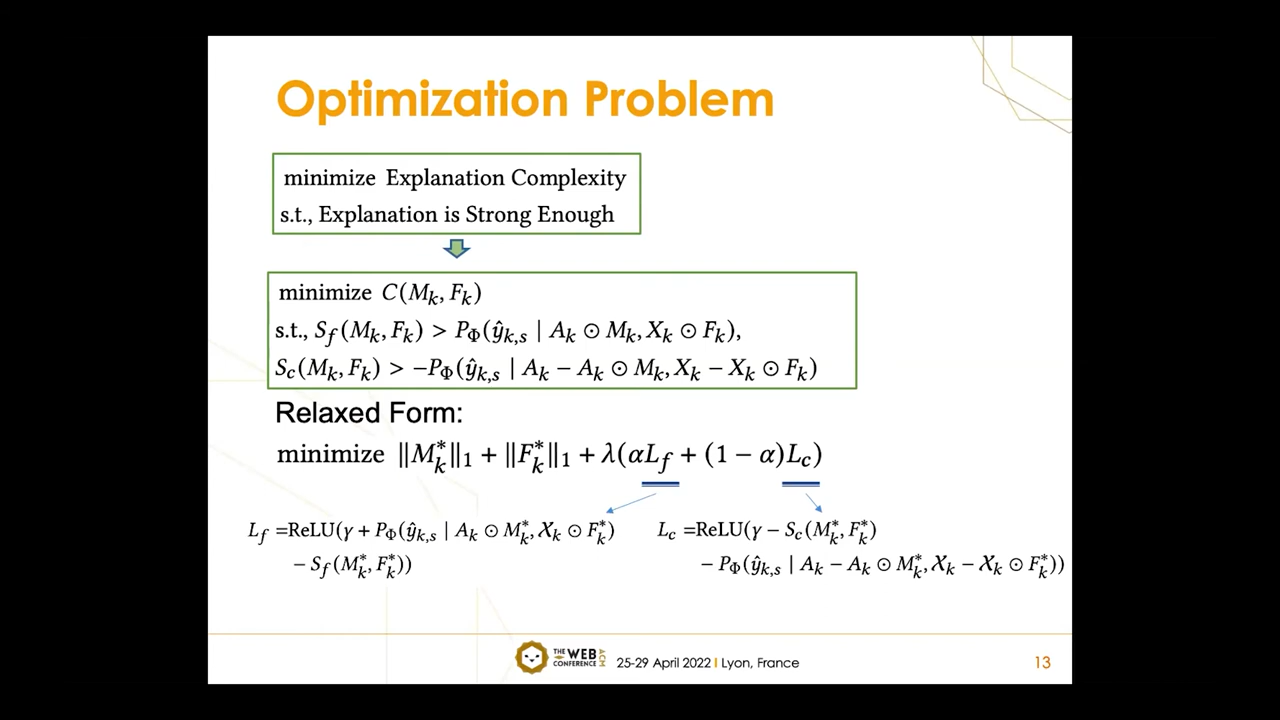 Optimization Problem
minimize Explanation Complexity
s.t., Explanation is Strong Enough
minimize C(M_k, F_k)
s.t., S_f(M_k, F_k) > P_Φ(ŷ_{k,s} | A_k ⊙ M_k, X_k ⊙ F_k),
S_c(M_k, F_k) > −P_Φ(ŷ_{k,s} | A_k − A_k ⊙ M_k, X_k − X_k ⊙ F_k)
Relaxed Form:
minimize ‖M_k^*‖_1 + ‖F_k^*‖_1 + λ(αL_f + (1 − α)L_c)
L_f =ReLU(γ + P_Φ(ŷ_{k,s} | A_k ⊙ M_k^*, X_k ⊙ F_k^*)
− S_f(M_k^*, F_k^*))
L_c =ReLU(γ − S_c(M_k^*, F_k^*)
− P_Φ(ŷ_{k,s} | A_k − A_k ⊙ M_k^*, X_k − X_k ⊙ F_k^*))
THE WEB CONFERENCE ACM
25-29 April 2022 I Lyon, France
13